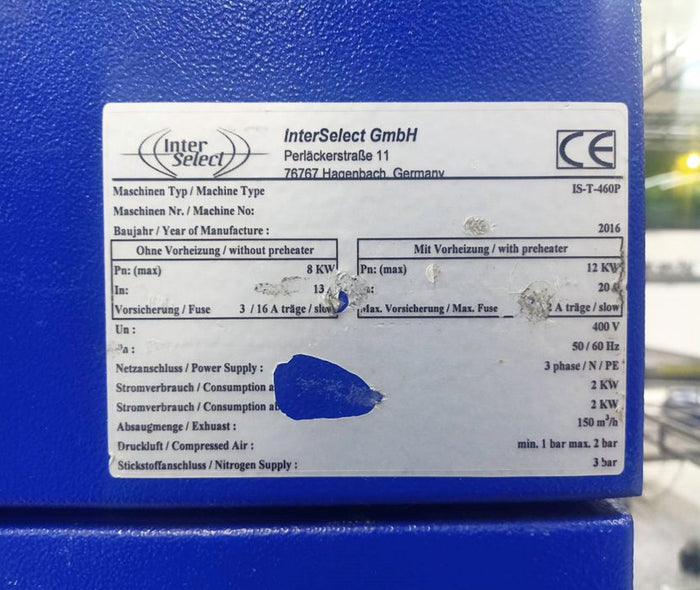 Inter
Select
InterSelect GmbH
Perläckerstraße 11
76767 Hagenbach, Germany
CE
Maschinen Typ / Machine Type IS-T-460P
Maschinen Nr. / Machine No:
Baujahr / Year of Manufacture : 2016
Ohne Vorheizung / without preheater Mit Vorheizung / with preheater
Pn: (max) 8 KW Pn: (max) 12 KW
In: 13 20
Vorsicherung / Fuse 3 / 16 A träge / slow Max. Vorsicherung / Max. Fuse A träge / slow
Un : 400 V
50 / 60 Hz
Netzanschluss / Power Supply : 3 phase / N / PE
Stromverbrauch / Consumption 2 KW
Stromverbrauch / Consumption 2 KW
Absaugmenge / Exhuast : 150 m³/h
Druckluft / Compressed Air : min. 1 bar max. 2 bar
Stickstoffanschluss / Nitrogen Supply : 3 bar